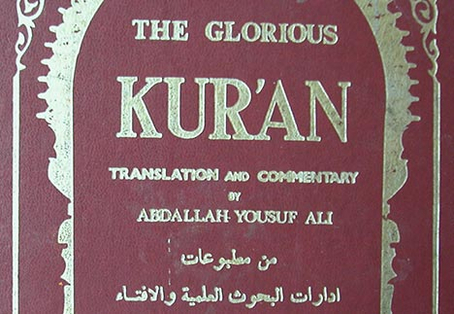 THE GLORIOUS
KUR'AN
TRANSLATION AND COMMENTARY
BY
ABDALLAH YOUSUF ALI
من مطبوعات
ادارات البحوث العلمية والافتاء